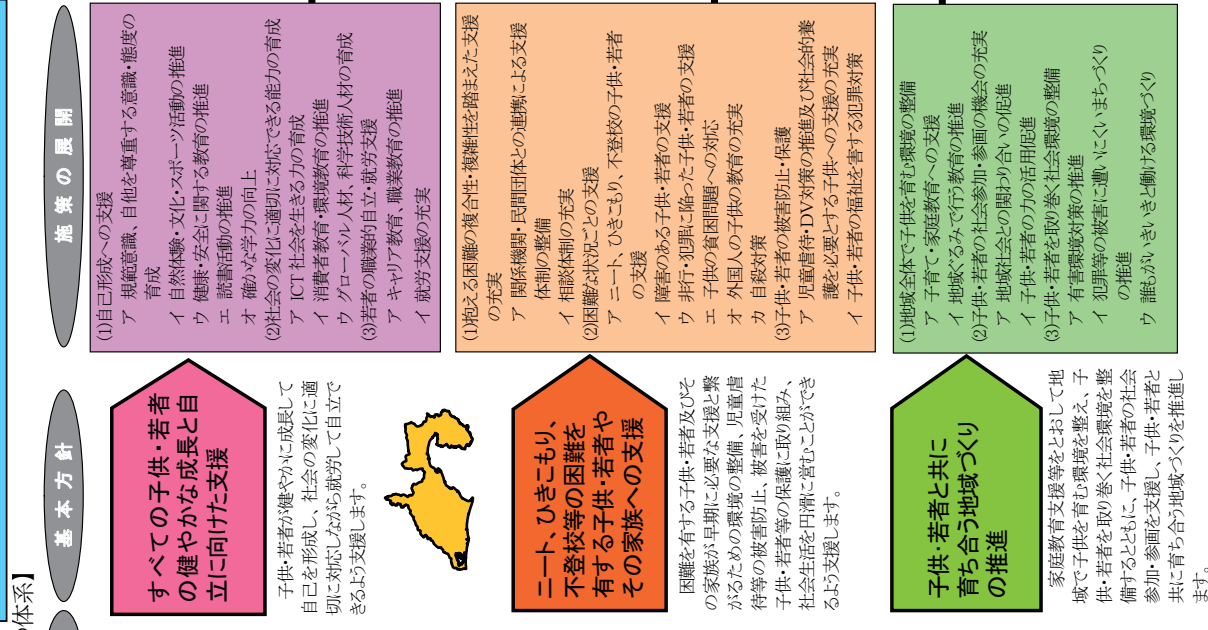 の体系】
基本方針
施策の展開
すべての子供・若者
の健やかな成長と自
立に向けた支援
子供・若者が健やかに成長して
自己を形成し、社会の変化に適
切に対応しながら就労して自立で
きるよう支援します。
(1)自己形成への支援
ア 規範意識、自他を尊重する意識・態度の
育成
イ 自然体験・文化・スポーツ活動の推進
ウ 健康・安全に関する教育の推進
エ 読書活動の推進
オ 確かな学力の向上
(2)社会の変化に適切に対応できる能力の育成
ア ICT 社会を生きる力の育成
イ 消費者教育・環境教育の推進
ウ グローバル人材、科学技術人材の育成
(3)若者の職業的自立・就労支援
ア キャリア教育、職業教育の推進
イ 就労支援の充実
ニート、ひきこもり、
不登校等の困難を
有する子供・若者や
その家族への支援
困難を有する子供・若者及びそ
の家族が早期に必要な支援と繋
がるための環境の整備、児童虐
待等の被害防止、被害を受けた
子供・若者等の保護に取り組み、
社会生活を円滑に営むことができ
るよう支援します。
(1)抱える困難の複合性・複雑性を踏まえた支援
の充実
ア 関係機関・民間団体との連携による支援
体制の整備
イ 相談体制の充実
(2)困難な状況ごとの支援
ア ニート、ひきこもり、不登校の子供・若者
の支援
イ 障害のある子供・若者の支援
ウ 非行・犯罪に陥った子供・若者の支援
エ 子供の貧困問題への対応
オ 外国人の子供の教育の充実
カ 自殺対策
(3)子供・若者の被害防止・保護
ア 児童虐待・DV対策の推進及び社会的養
護を必要とする子供への支援の充実
イ 子供・若者の福祉を害する犯罪対策
子供・若者と共に
育ち合う地域づくり
の推進
家庭教育支援等をとおして地
域で子供を育む環境を整え、子
供・若者を取り巻く社会環境を整
備するとともに、子供・若者の社会
参加・参画を支援し、子供・若者と
共に育ち合う地域づくりを推進し
ます。
(1)地域全体で子供を育む環境の整備
ア 子育て・家庭教育への支援
イ 地域ぐるみで行う教育の推進
(2)子供・若者の社会参加・参画の機会の充実
ア 地域社会との関わり合いの促進
イ 子供・若者の力の活用促進
(3)子供・若者を取り巻く社会環境の整備
ア 有害環境対策の推進
イ 犯罪等の被害に遭いにくいまちづくり
の推進
ウ 誰もがいきいきと働ける環境づくり